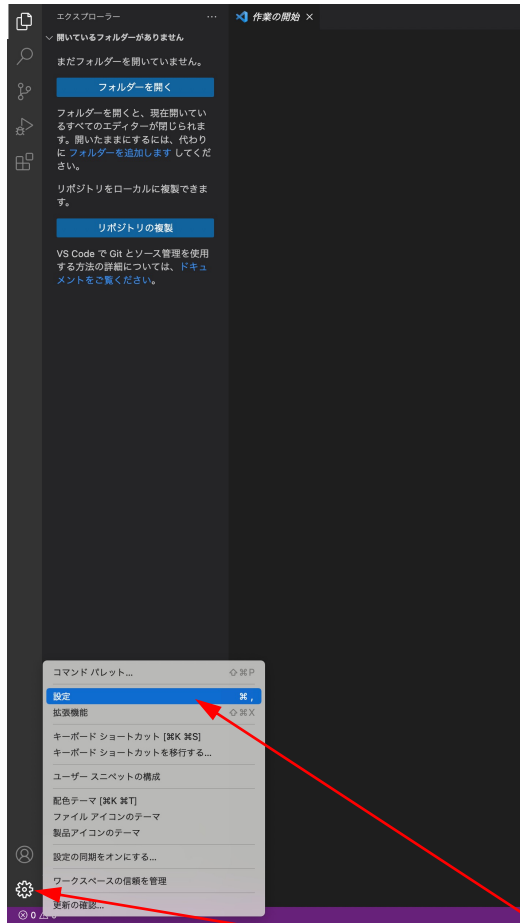 エクスプローラー ...
作業の開始 ×
開いているフォルダーがありません
まだフォルダーを開いていません。
フォルダーを開く
フォルダーを開くと、現在開いてい
るすべてのエディターが閉じられま
す。開いたままにするには、代わり
に フォルダーを追加します してくだ
さい。
リポジトリをローカルに複製できま
す。
リポジトリの複製
VS Code で Git とソース管理を使用
する方法の詳細については、ドキュ
メントをご覧ください。
コマンド パレット... ⇧⌘P
設定 ⌘ ,
拡張機能 ⇧⌘X
キーボード ショートカット [⌘K ⌘S]
キーボード ショートカットを移行する...
ユーザー スニペットの構成
配色テーマ [⌘K ⌘T]
ファイル アイコンのテーマ
製品アイコンのテーマ
設定の同期をオンにする...
ワークスペースの信頼を管理
更新の確認...
0